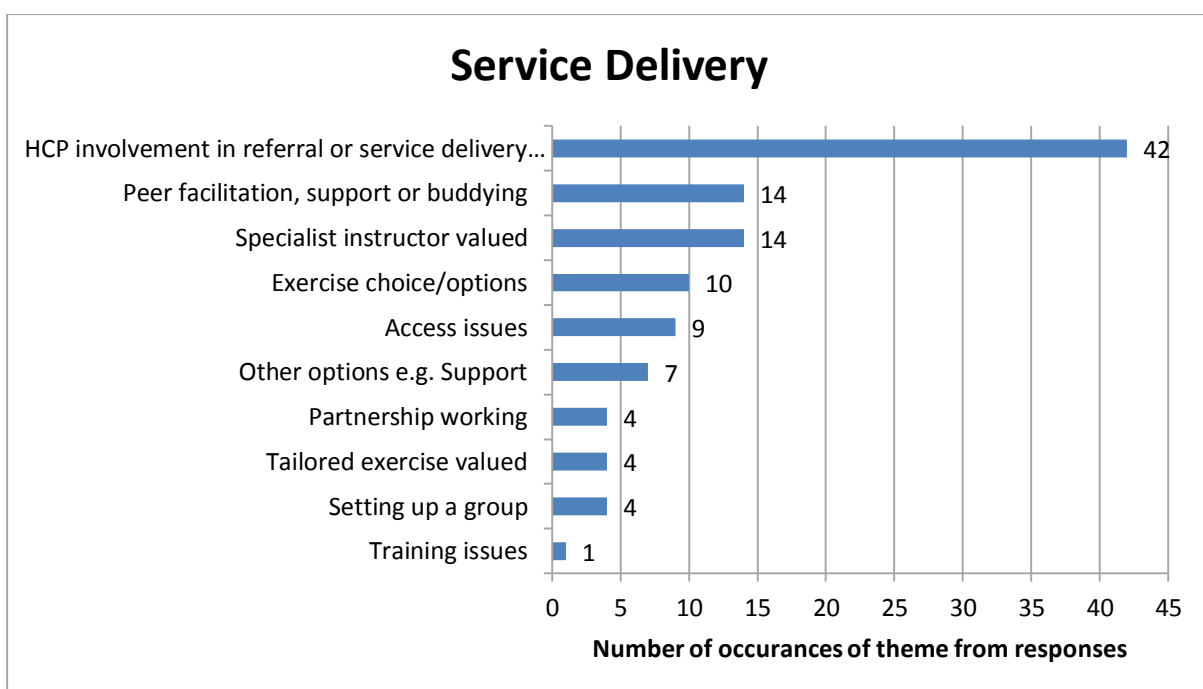 Service Delivery
HCP involvement in referral or service delivery...
42
Peer facilitation, support or buddying
14
Specialist instructor valued
14
Exercise choice/options
10
Access issues
9
Other options e.g. Support
7
Partnership working
4
Tailored exercise valued
4
Setting up a group
4
Training issues
1
0 5 10 15 20 25 30 35 40 45
Number of occurances of theme from responses